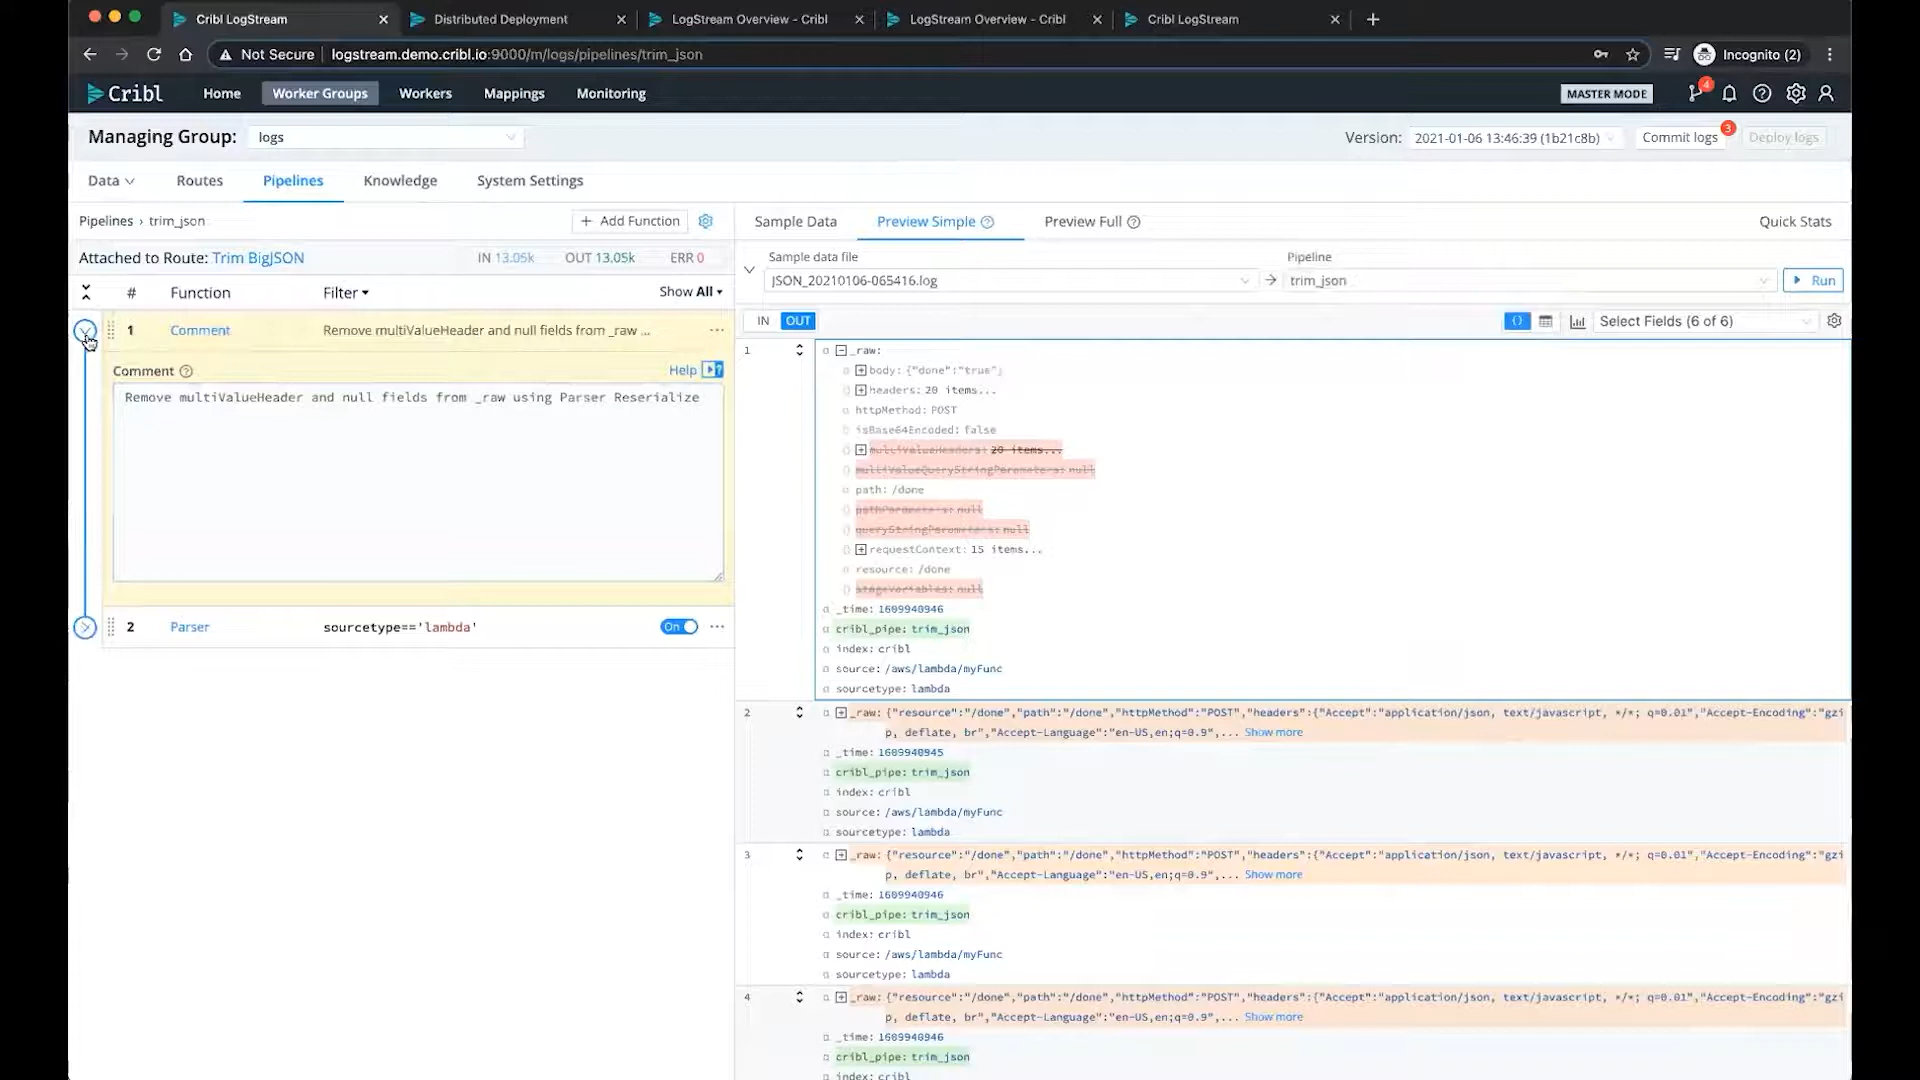 Cribl LogStream
Distributed Deployment
LogStream Overview - Cribl
LogStream Overview - Cribl
Cribl LogStream
Not Secure
logstream.demo.cribl.io:9000/m/logs/pipelines/trim_json
Incognito (2)
Cribl
Home
Worker Groups
Workers
Mappings
Monitoring
MASTER MODE
4
Managing Group:
logs
Version:
2021-01-06 13:46:39 (1b21c8b)
Commit logs
3
Deploy logs
Data
Routes
Pipelines
Knowledge
System Settings
Pipelines › trim_json
+ Add Function
Sample Data
Preview Simple
Preview Full
Quick Stats
Attached to Route: Trim BigJSON
IN 13.05k
OUT 13.05k
ERR 0
Sample data file
JSON_20210106-065416.log
Pipeline
trim_json
Run
#
Function
Filter
Show All
IN
OUT
Select Fields (6 of 6)
1
Comment
Remove multiValueHeader and null fields from _raw ...
Comment
Help
Remove multiValueHeader and null fields from _raw using Parser Reserialize
2
Parser
sourcetype=='lambda'
On
1
_raw:
body: {"done":"true"}
headers: 20 items...
httpMethod: POST
isBase64Encoded: false
multiValueHeaders: 20 items...
multiValueQueryStringParameters: null
path: /done
pathParameters: null
queryStringParameters: null
requestContext: 15 items...
resource: /done
stageVariables: null
_time: 1609940946
cribl_pipe: trim_json
index: cribl
source: /aws/lambda/myFunc
sourcetype: lambda
2
_raw: {"resource":"/done","path":"/done","httpMethod":"POST","headers":{"Accept":"application/json, text/javascript, */*; q=0.01","Accept-Encoding":"gzi
p, deflate, br","Accept-Language":"en-US,en;q=0.9",... Show more
_time: 1609940945
cribl_pipe: trim_json
index: cribl
source: /aws/lambda/myFunc
sourcetype: lambda
3
_raw: {"resource":"/done","path":"/done","httpMethod":"POST","headers":{"Accept":"application/json, text/javascript, */*; q=0.01","Accept-Encoding":"gzi
p, deflate, br","Accept-Language":"en-US,en;q=0.9",... Show more
_time: 1609940946
cribl_pipe: trim_json
index: cribl
source: /aws/lambda/myFunc
sourcetype: lambda
4
_raw: {"resource":"/done","path":"/done","httpMethod":"POST","headers":{"Accept":"application/json, text/javascript, */*; q=0.01","Accept-Encoding":"gzi
p, deflate, br","Accept-Language":"en-US,en;q=0.9",... Show more
_time: 1609940946
cribl_pipe: trim_json
index: cribl